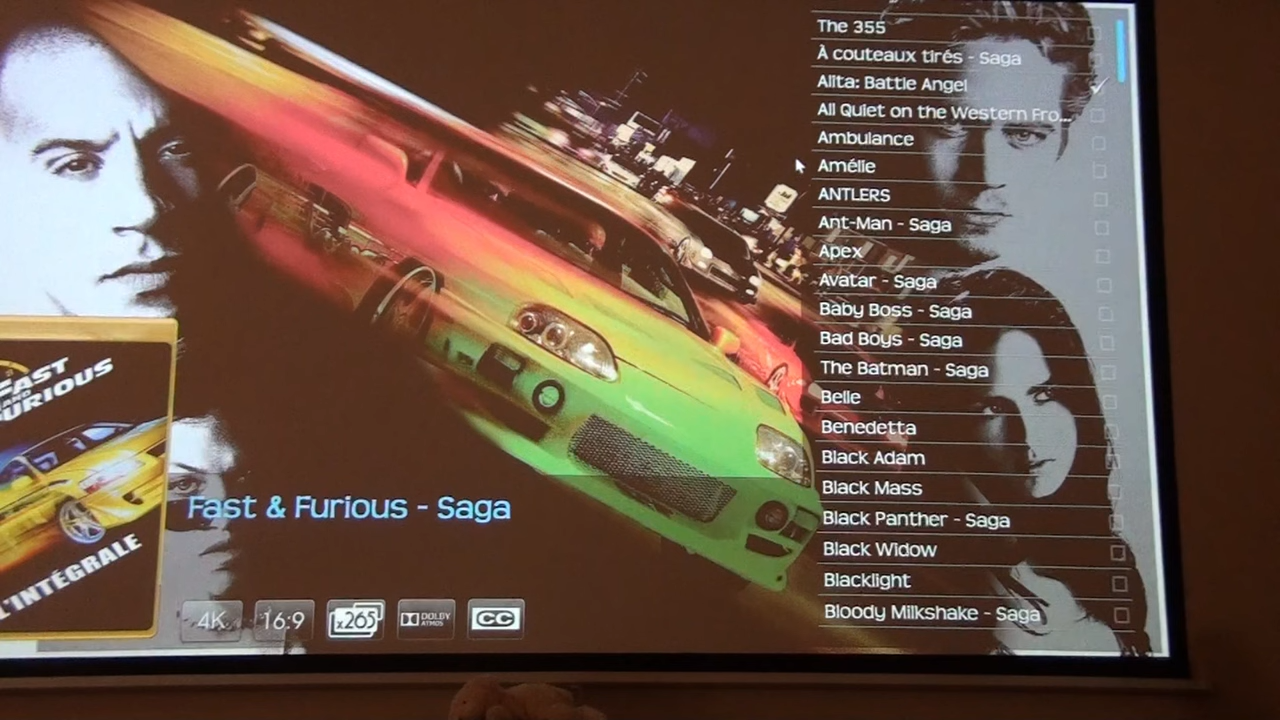 The 355
À couteaux tirés - Saga
Alita: Battle Angel
All Quiet on the Western Fro...
Ambulance
Amélie
ANTLERS
Ant-Man - Saga
Apex
Avatar - Saga
Baby Boss - Saga
Bad Boys - Saga
The Batman - Saga
Belle
Benedetta
Black Adam
Black Mass
Black Panther - Saga
Black Widow
Blacklight
Bloody Milkshake - Saga
FAST
AND
FURIOUS
L'INTÉGRALE
Fast & Furious - Saga
4K
16:9
x265
DOLBY
ATMOS
CC